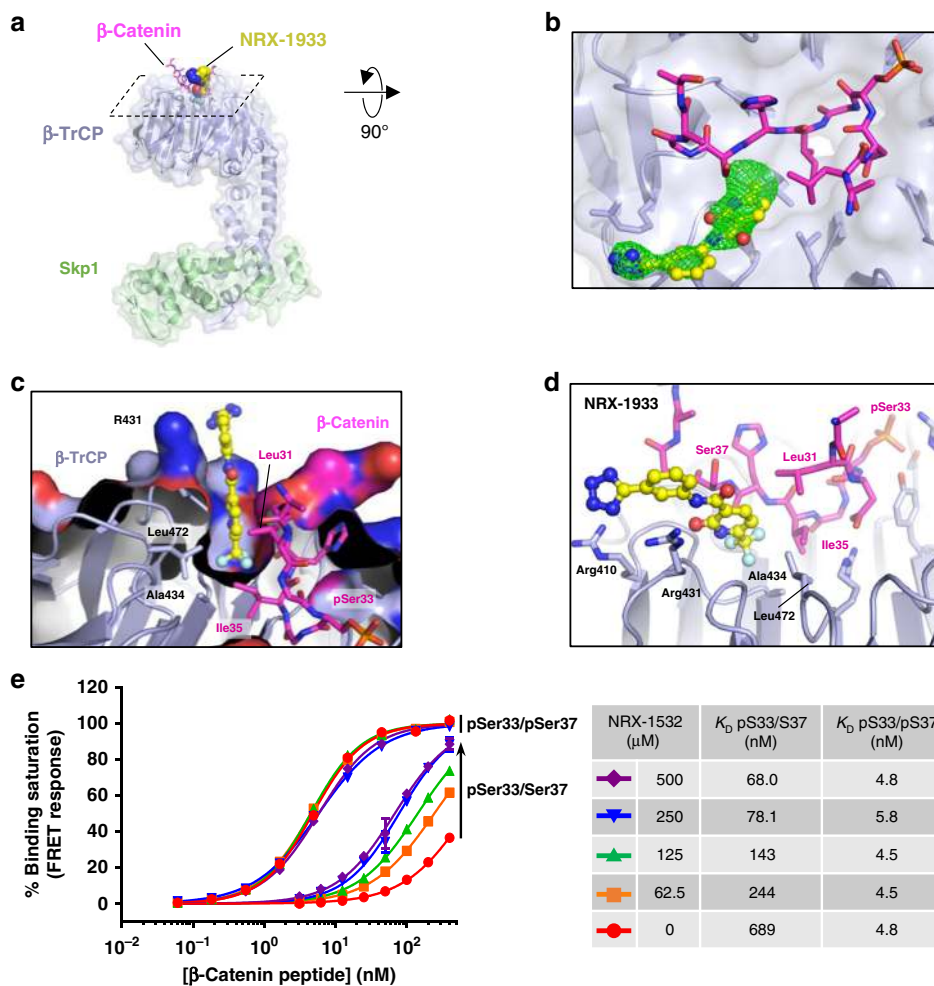 a
β-Catenin
NRX-1933
β-TrCP
90°
Skp1
b
c
R431
β-Catenin
β-TrCP
Leu31
Leu472
Ala434
pSer33
Ile35
d
NRX-1933
pSer33
Ser37
Leu31
Ile35
Arg410
Ala434
Arg431
Leu472
e
120
100
80
60
40
20
0
% Binding saturation
(FRET response)
pSer33/pSer37
pSer33/Ser37
10⁻² 10⁻¹ 10⁰ 10¹ 10²
[β-Catenin peptide] (nM)
NRX-1532 (μM) K_D pS33/S37 (nM) K_D pS33/pS37 (nM)
500 68.0 4.8
250 78.1 5.8
125 143 4.5
62.5 244 4.5
0 689 4.8